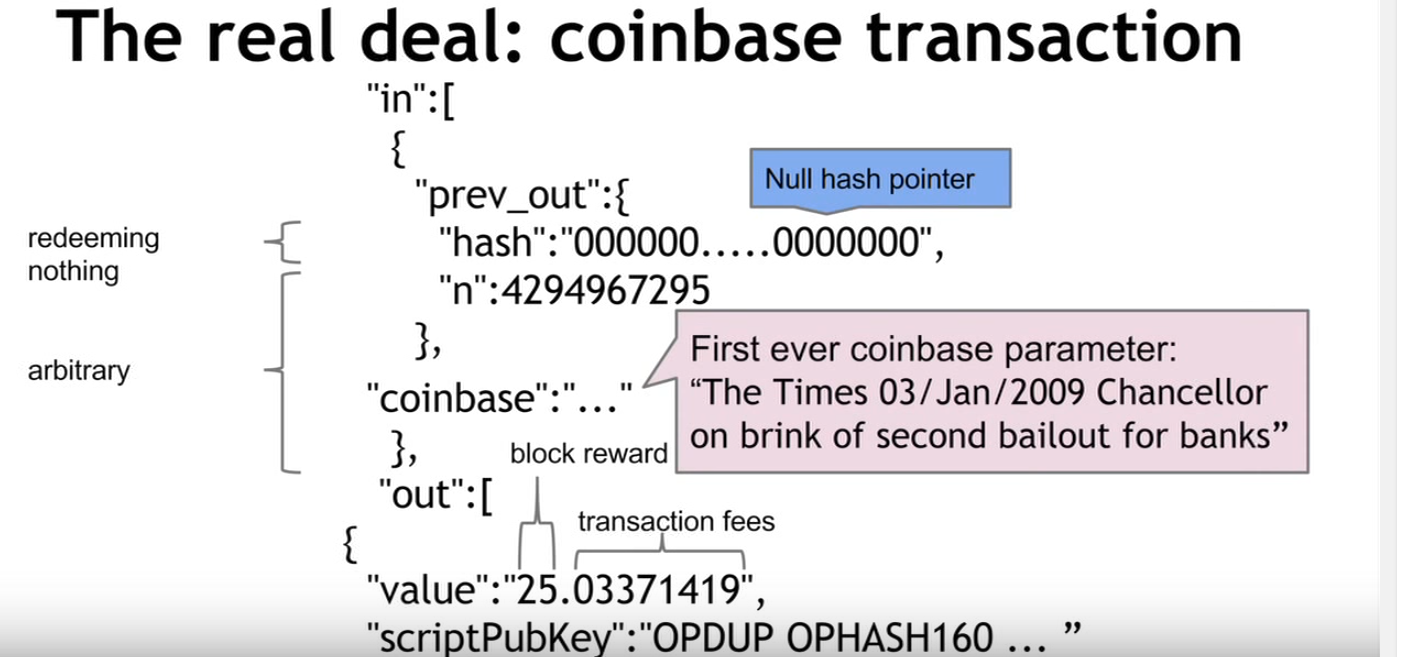 The real deal: coinbase transaction
"in":[
{
"prev_out":{
Null hash pointer
redeeming
nothing
"hash":"000000.....0000000",
"n":4294967295
},
arbitrary
First ever coinbase parameter:
“The Times 03/Jan/2009 Chancellor
on brink of second bailout for banks”
"coinbase":"..."
},
block reward
"out":[
transaction fees
{
"value":"25.03371419",
"scriptPubKey":"OPDUP OPHASH160 ... ”